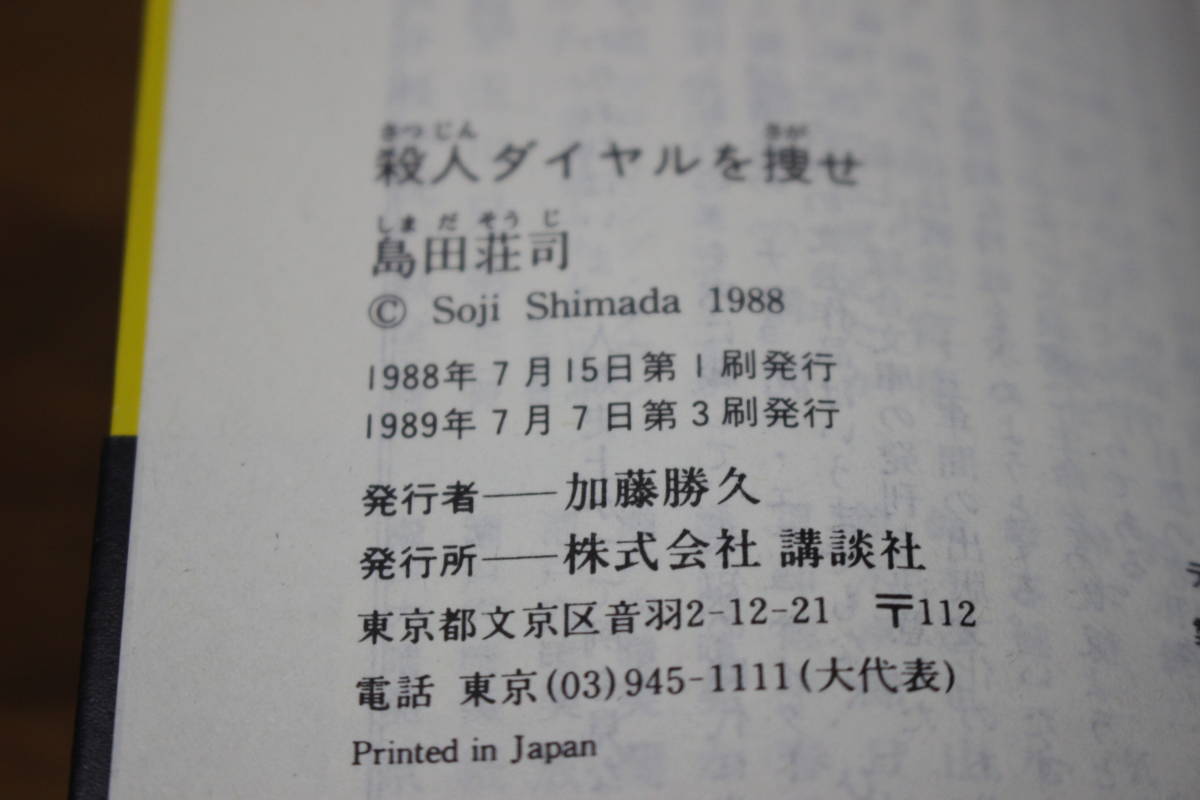 さつじん さが
殺人ダイヤルを捜せ
しま だ そう じ
島田荘司
© Soji Shimada 1988
1988年7月15日第1刷発行
1989年7月7日第3刷発行
発行者──加藤勝久
発行所──株式会社 講談社
東京都文京区音羽2-12-21 〒112
電話 東京(03)945-1111(大代表)
Printed in Japan